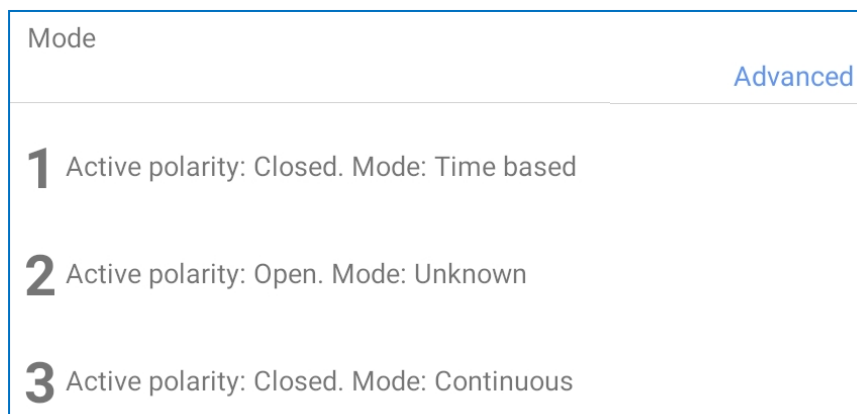 Mode
Advanced
1 Active polarity: Closed. Mode: Time based
2 Active polarity: Open. Mode: Unknown
3 Active polarity: Closed. Mode: Continuous